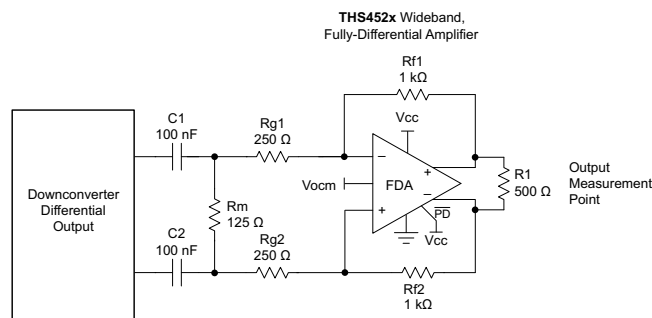 THS452x Wideband,
Fully-Differential Amplifier
Rf1
1 kΩ
C1
100 nF
Rg1
250 Ω
Vcc
−
+
Vocm
FDA
R1
500 Ω
Output
Measurement
Point
Downconverter
Differential
Output
Rm
125 Ω
−
+
PD
Vcc
C2
100 nF
Rg2
250 Ω
Rf2
1 kΩ